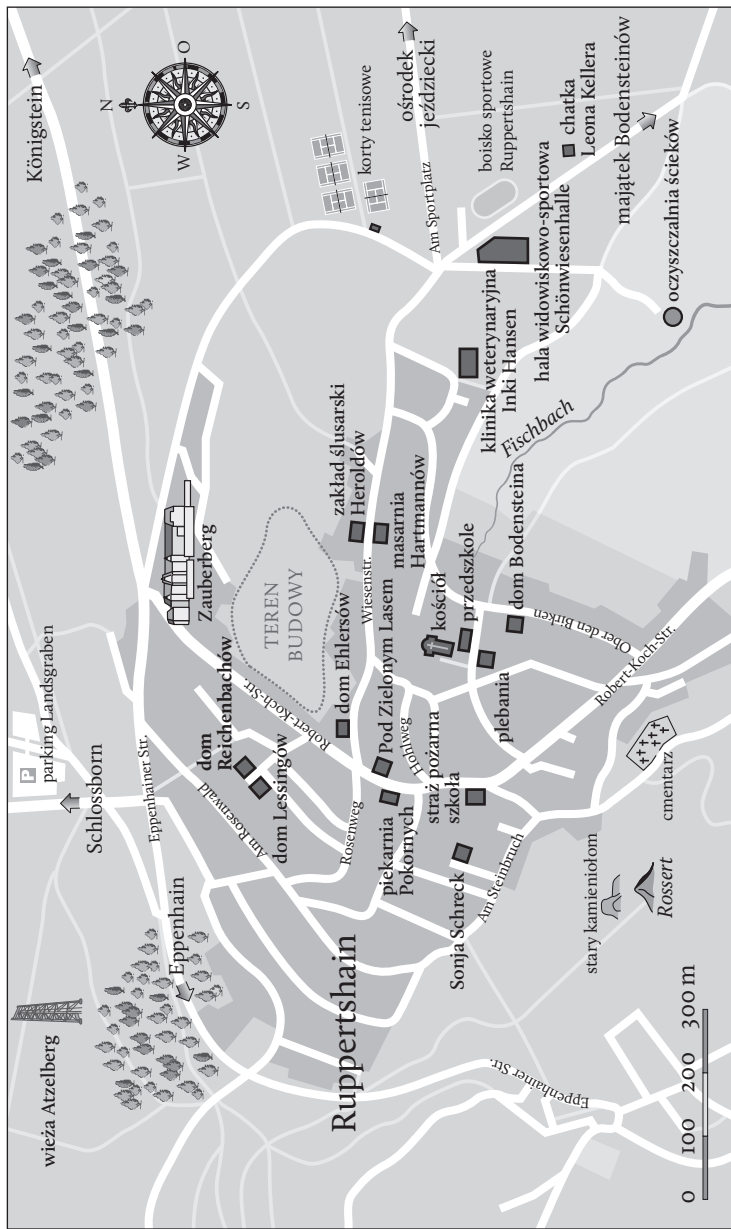 wieża Atzelberg
Schlossborn
parking Landsgraben
P
Königstein
N
W
O
S
Eppenhain
Eppenhainer Str.
Zauberberg
Am Rosenwald
dom
Reichenbachów
dom Lessingów
Robert-Koch-Str.
TEREN
BUDOWY
korty tenisowe
ośrodek
jeździecki
Ruppertshain
Rosenweg
dom Ehlersów
Wiesenstr.
zakład ślusarski
Heroldów
Am Sportplatz
piekarnia
Pokornych
Pod Zielonym Lasem
masarnia
Hartmannów
boisko sportowe
Ruppertshain
Hohlweg
straż pożarna
szkoła
kościół
przedszkole
klinika weterynaryjna
Inki Hansen
hala widowiskowo-sportowa
Schönwiesenhalle
chatka
Leona Kellera
Sonja Schreck
Am Steinbruch
plebania
dom Bodensteina
Fischbach
majątek Bodensteinów
Ober den Birken
Robert-Koch-Str.
oczyszczalnia ścieków
Eppenhainer Str.
stary kamieniołom
Rossert
cmentarz
0 100 200 300 m